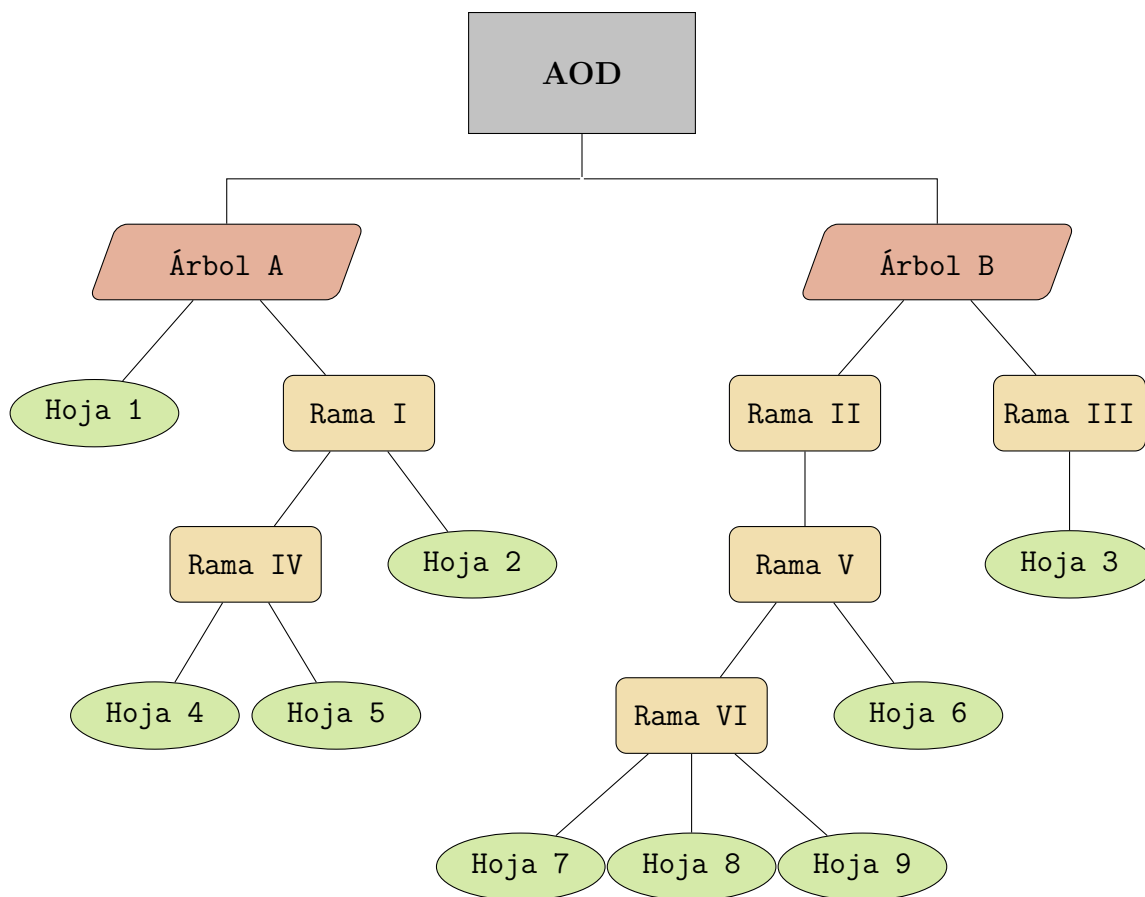 AOD
Árbol A
Árbol B
Hoja 1
Rama I
Rama II
Rama III
Rama IV
Hoja 2
Rama V
Hoja 3
Hoja 4
Hoja 5
Rama VI
Hoja 6
Hoja 7
Hoja 8
Hoja 9